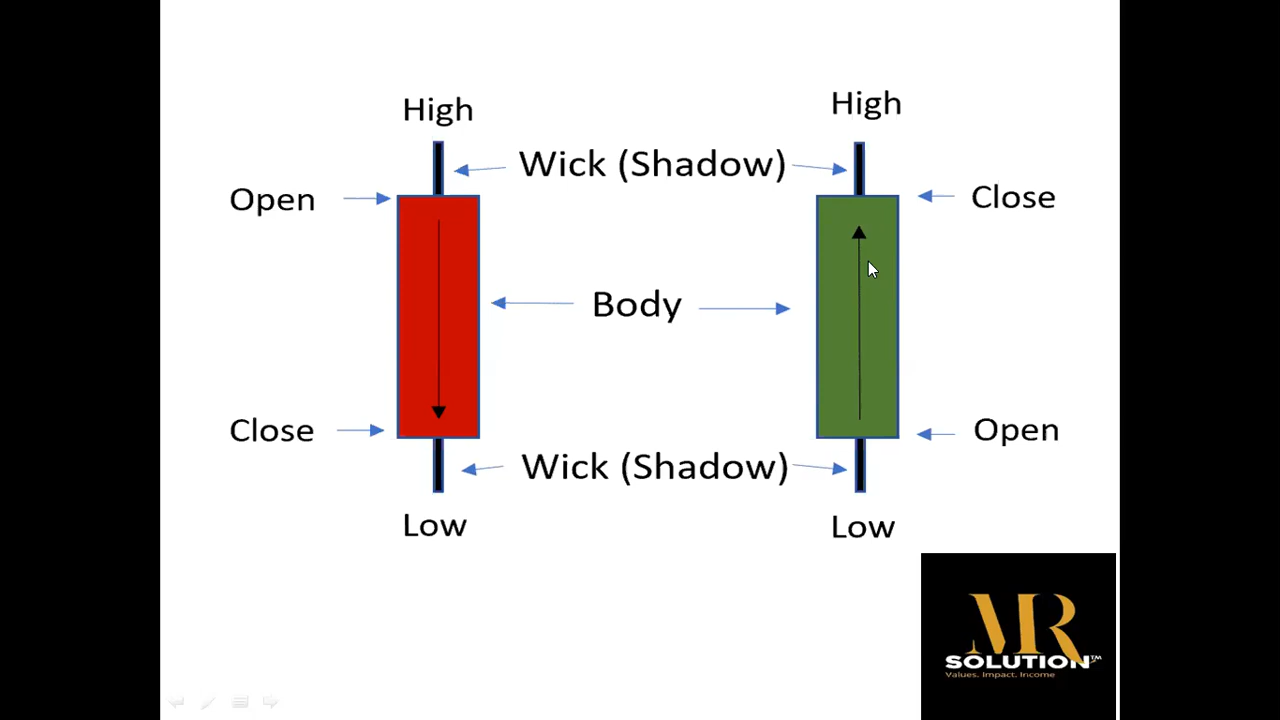 High
High
Wick (Shadow)
Open
Close
Body
Close
Open
Wick (Shadow)
Low
Low
MR
SOLUTION™
Values. Impact. Income